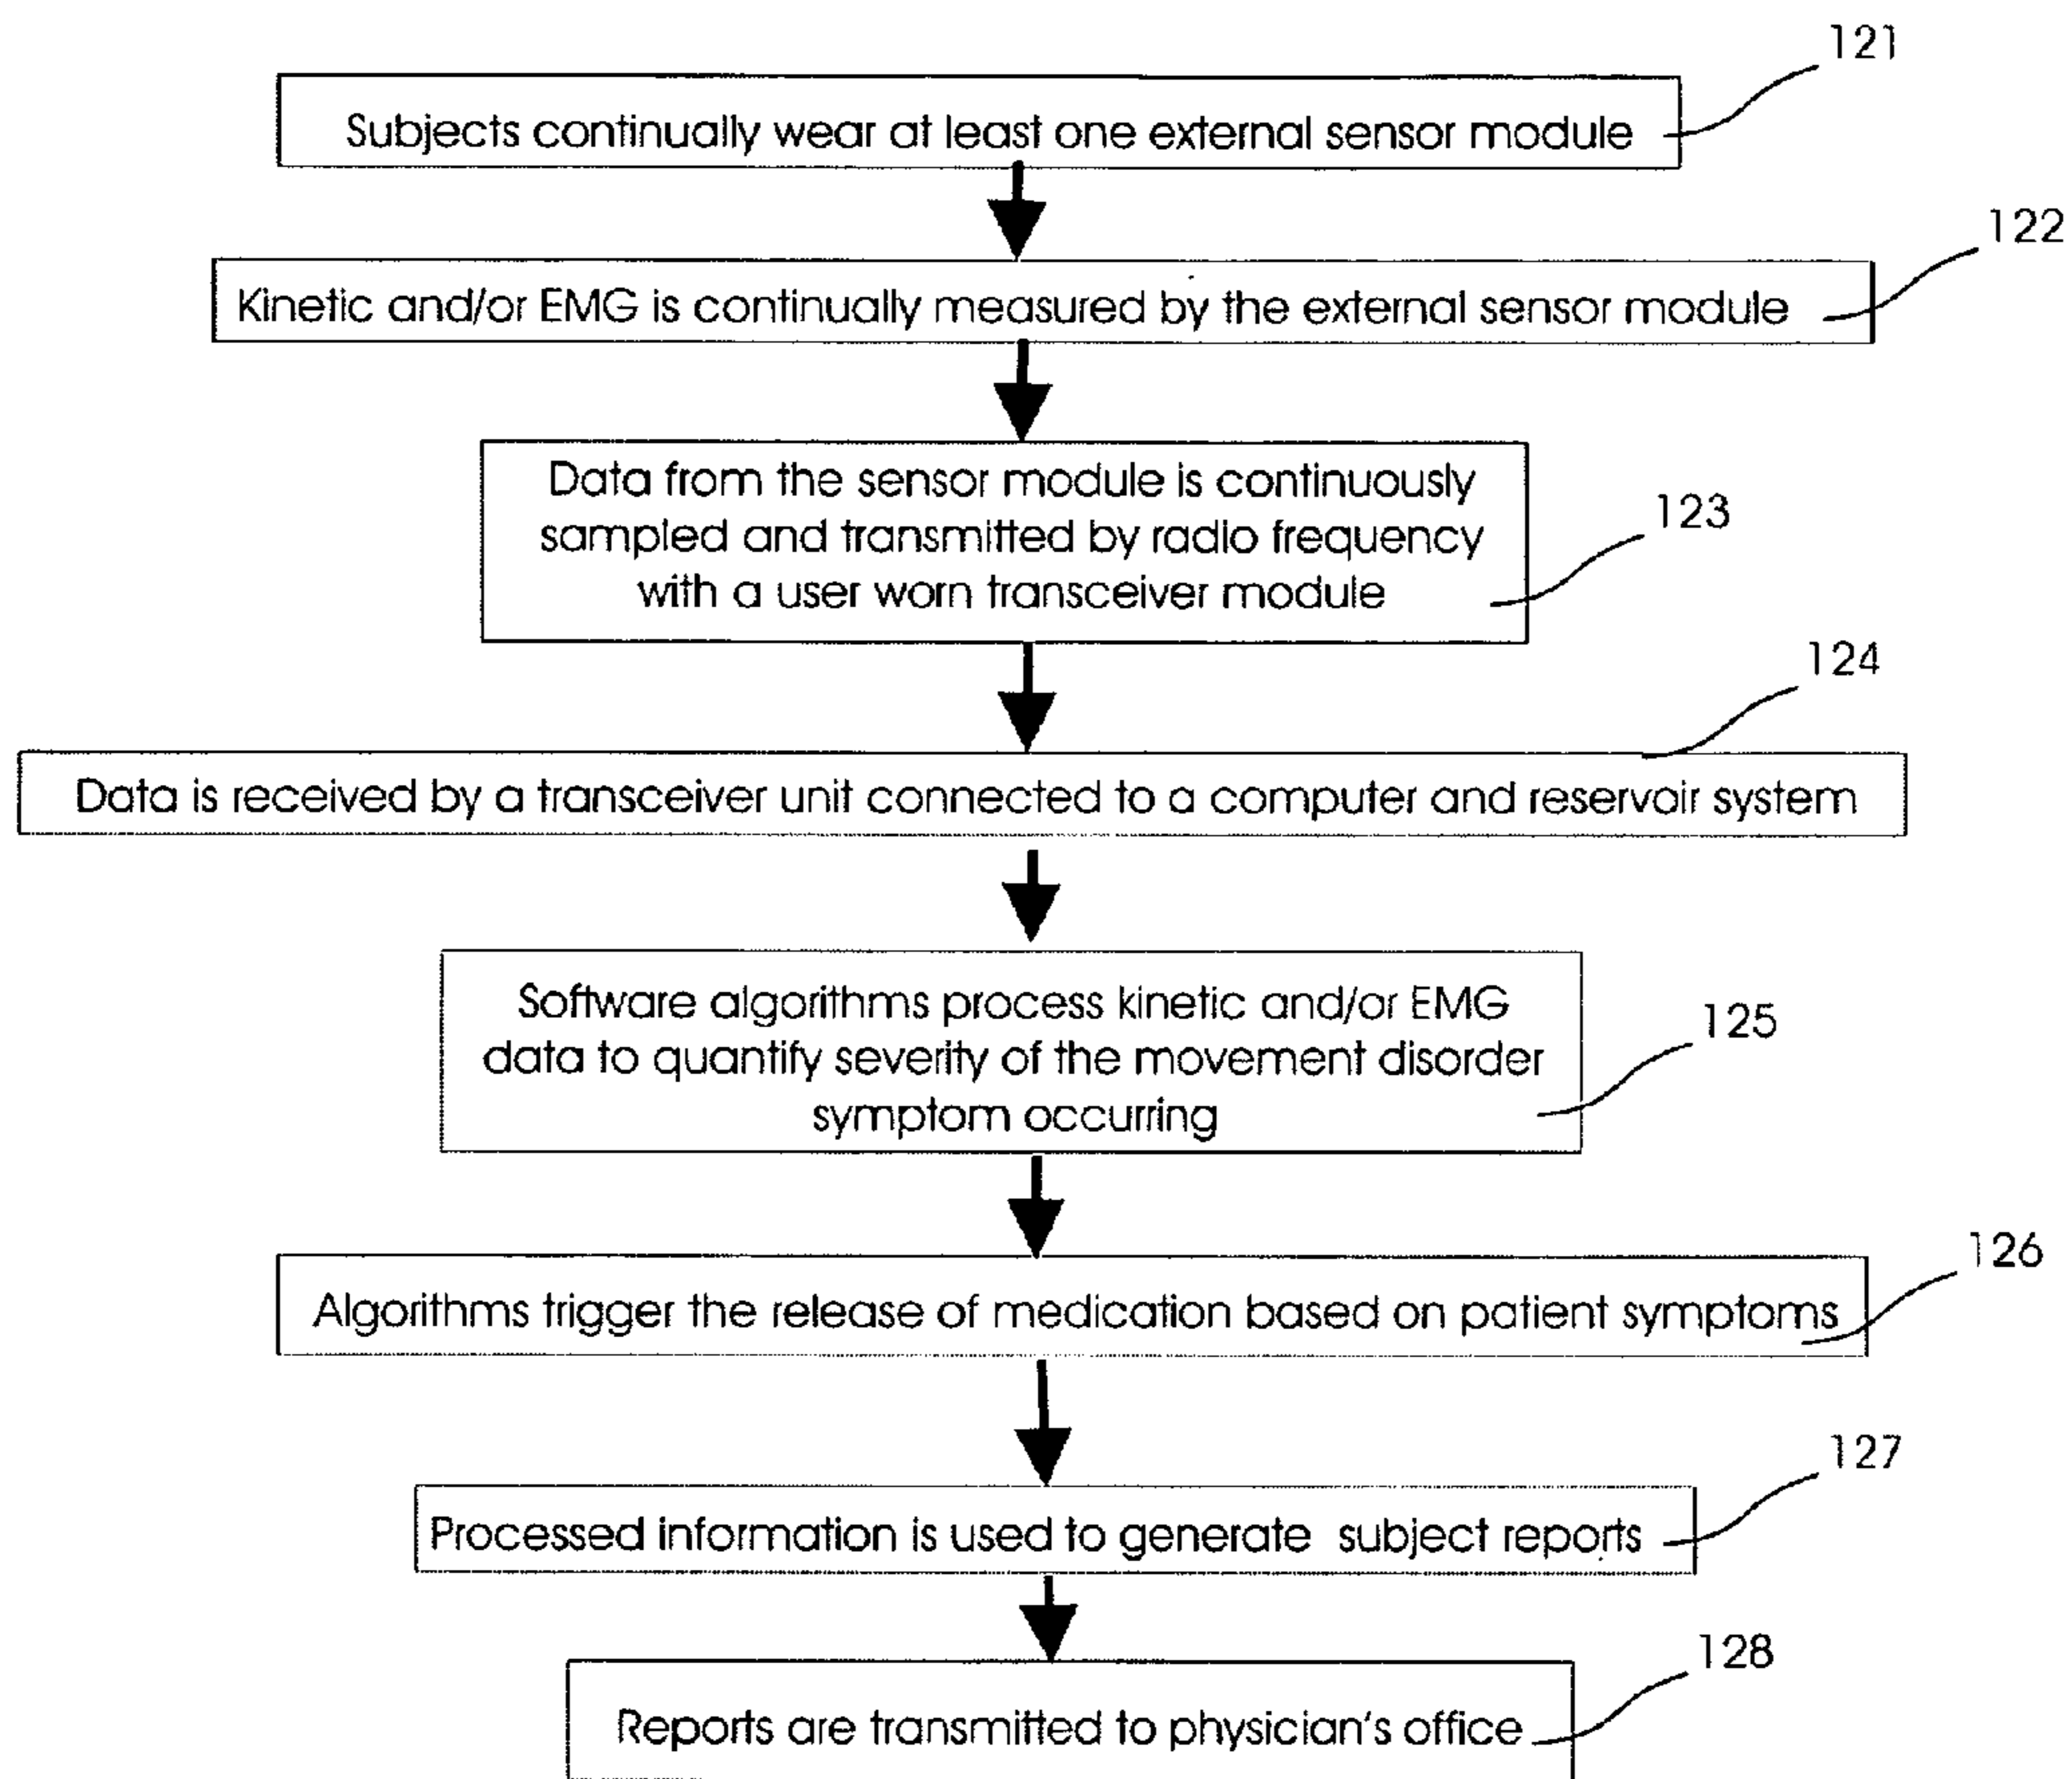 121
Subjects continually wear at least one external sensor module
122
Kinetic and/or EMG is continually measured by the external sensor module
Data from the sensor module is continuously
sampled and transmitted by radio frequency
with a user worn transceiver module
123
124
Data is received by a transceiver unit connected to a computer and reservoir system
Software algorithms process kinetic and/or EMG
data to quantify severity of the movement disorder
symptom occurring
125
126
Algorithms trigger the release of medication based on patient symptoms
127
Processed information is used to generate subject reports
128
Reports are transmitted to physician's office